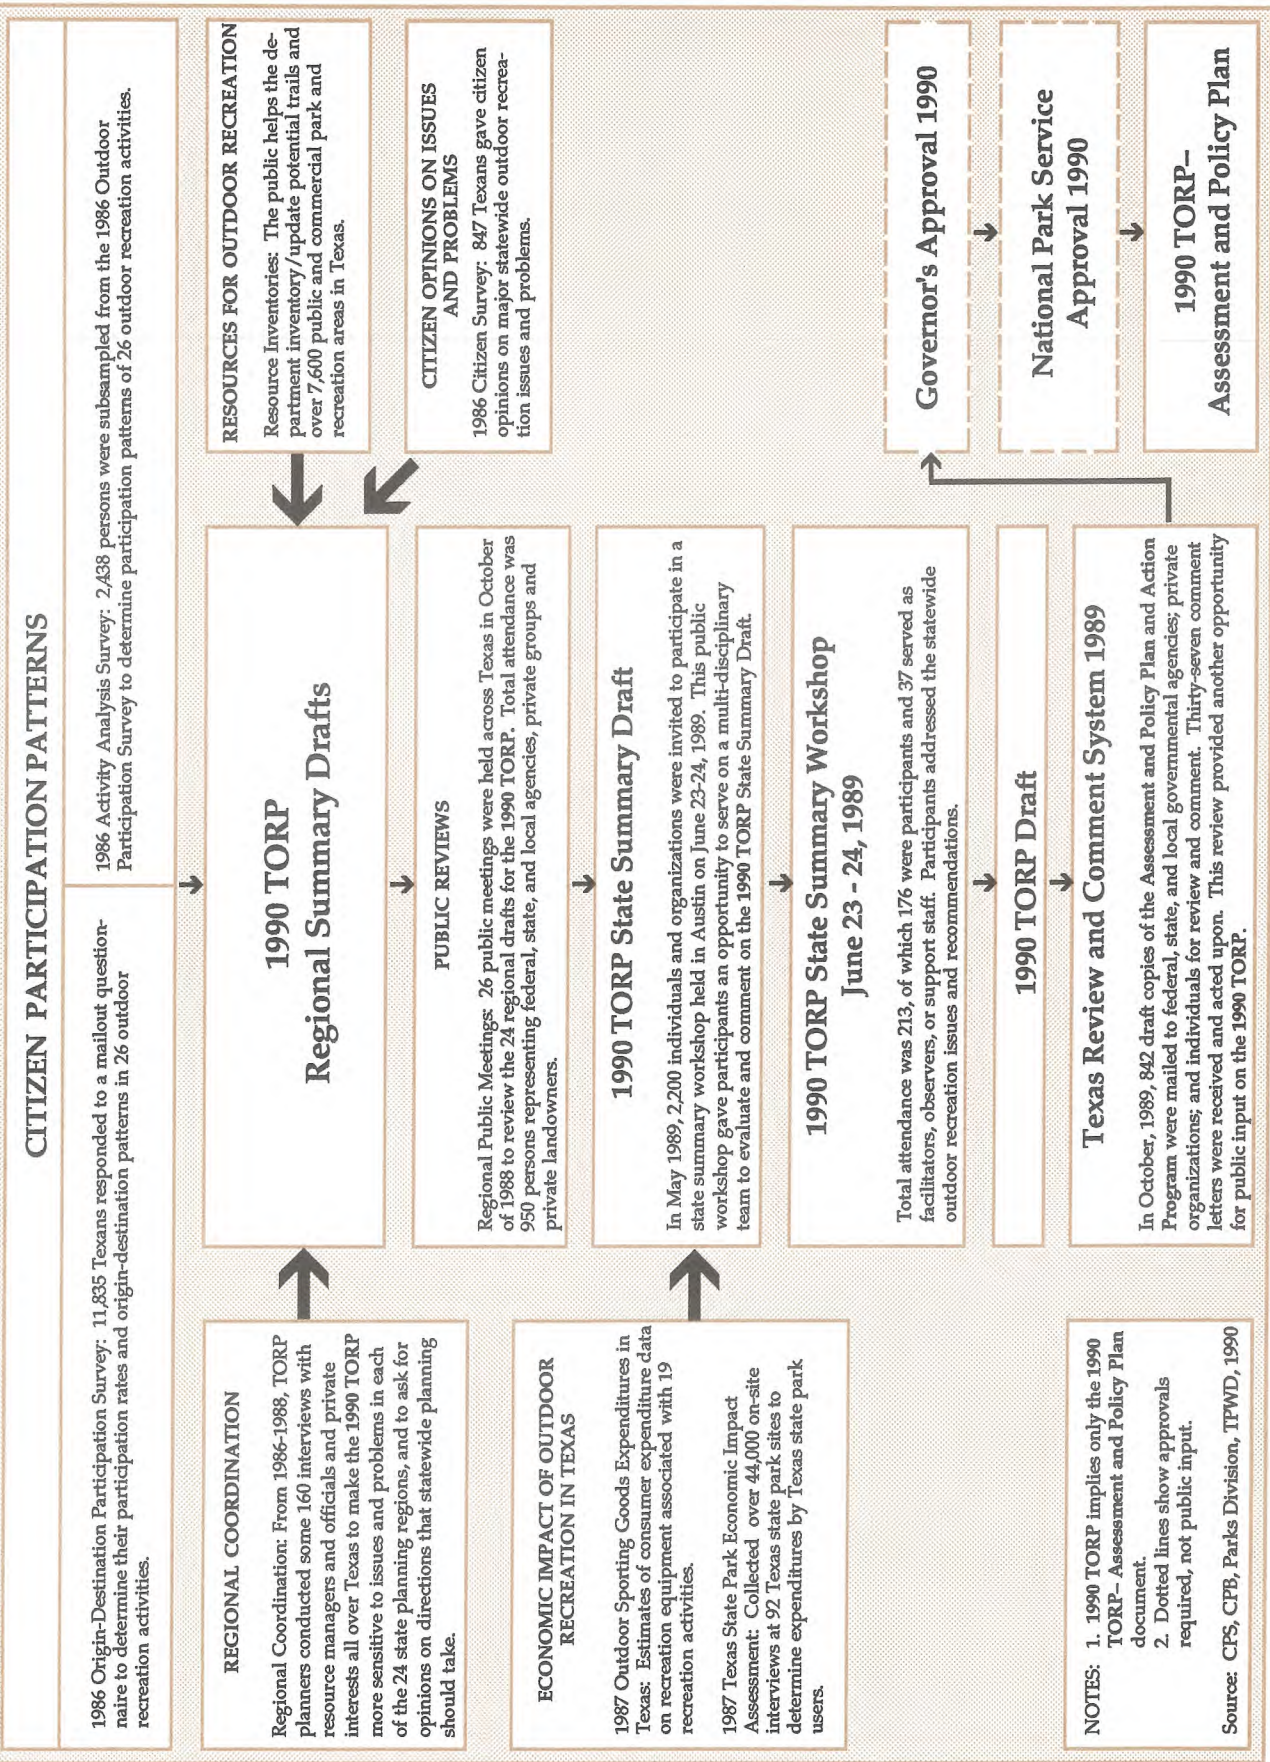 CITIZEN PARTICIPATION PATTERNS
1986 Origin-Destination Participation Survey: 11,835 Texans responded to a mailout question-
naire to determine their participation rates and origin-destination patterns in 26 outdoor
recreation activities.
1986 Activity Analysis Survey: 2,438 persons were subsampled from the 1986 Outdoor
Participation Survey to determine participation patterns of 26 outdoor recreation activities.
REGIONAL COORDINATION
Regional Coordination: From 1986-1988, TORP
planners conducted some 160 interviews with
resource managers and officials and private
interests all over Texas to make the 1990 TORP
more sensitive to issues and problems in each
of the 24 state planning regions, and to ask for
opinions on directions that statewide planning
should take.
1990 TORP
Regional Summary Drafts
RESOURCES FOR OUTDOOR RECREATION
Resource Inventories: The public helps the de-
partment inventory/update potential trails and
over 7,600 public and commercial park and
recreation areas in Texas.
CITIZEN OPINIONS ON ISSUES
AND PROBLEMS
1986 Citizen Survey: 847 Texans gave citizen
opinions on major statewide outdoor recrea-
tion issues and problems.
PUBLIC REVIEWS
Regional Public Meetings: 26 public meetings were held across Texas in October
of 1988 to review the 24 regional drafts for the 1990 TORP. Total attendance was
950 persons representing federal, state, and local agencies, private groups and
private landowners.
ECONOMIC IMPACT OF OUTDOOR
RECREATION IN TEXAS
1987 Outdoor Sporting Goods Expenditures in
Texas: Estimates of consumer expenditure data
on recreation equipment associated with 19
recreation activities.
1987 Texas State Park Economic Impact
Assessment: Collected over 44,000 on-site
interviews at 92 Texas state park sites to
determine expenditures by Texas state park
users.
1990 TORP State Summary Draft
In May 1989, 2,200 individuals and organizations were invited to participate in a
state summary workshop held in Austin on June 23-24, 1989. This public
workshop gave participants an opportunity to serve on a multi-disciplinary
team to evaluate and comment on the 1990 TORP State Summary Draft.
1990 TORP State Summary Workshop
June 23 - 24, 1989
Total attendance was 213, of which 176 were participants and 37 served as
facilitators, observers, or support staff. Participants addressed the statewide
outdoor recreation issues and recommendations.
1990 TORP Draft
Texas Review and Comment System 1989
In October, 1989, 842 draft copies of the Assessment and Policy Plan and Action
Program were mailed to federal, state, and local governmental agencies; private
organizations; and individuals for review and comment. Thirty-seven comment
letters were received and acted upon. This review provided another opportunity
for public input on the 1990 TORP.
Governor's Approval 1990
National Park Service
Approval 1990
1990 TORP–
Assessment and Policy Plan
NOTES: 1. 1990 TORP implies only the 1990
TORP– Assessment and Policy Plan
document.
2. Dotted lines show approvals
required, not public input.
Source: CPS, CPB, Parks Division, TPWD, 1990